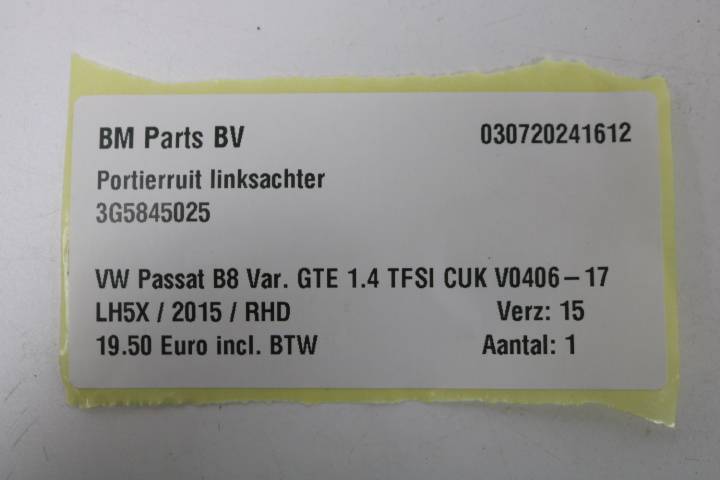 BM Parts BV 030720241612
Portierruit linksachter
3G5845025
VW Passat B8 Var. GTE 1.4 TFSI CUK V0406-17
LH5X / 2015 / RHD Verz: 15
19.50 Euro incl. BTW Aantal: 1